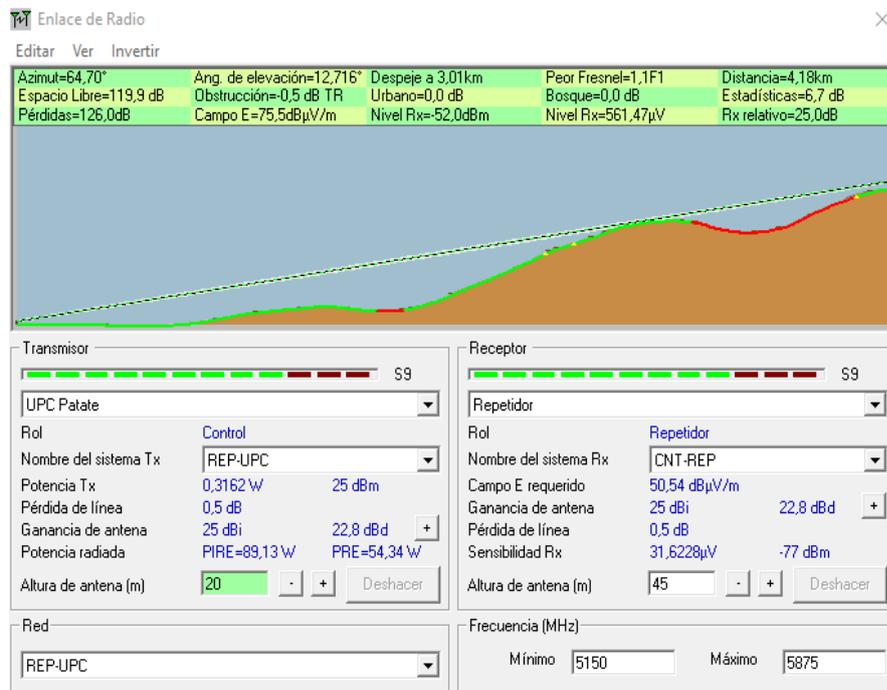 Enlace de Radio
Editar Ver Invertir
Azimut=64,70° Ang. de elevación=12,716° Despeje a 3,01km Peor Fresnel=1,1F1 Distancia=4,18km
Espacio Libre=119,9 dB Obstrucción=-0,5 dB TR Urbano=0,0 dB Bosque=0,0 dB Estadísticas=6,7 dB
Pérdidas=126,0dB Campo E=75,5dBµV/m Nivel Rx=-52,0dBm Nivel Rx=561,47µV Rx relativo=25,0dB
Transmisor
S9
UPC Patate
Rol Control
Nombre del sistema Tx REP-UPC
Potencia Tx 0,3162 W 25 dBm
Pérdida de línea 0,5 dB
Ganancia de antena 25 dBi 22,8 dBd +
Potencia radiada PIRE=89,13 W PRE=54,34 W
Altura de antena (m) 20 - + Deshacer
Red
REP-UPC
Receptor
S9
Repetidor
Rol Repetidor
Nombre del sistema Rx CNT-REP
Campo E requerido 50,54 dBµV/m
Ganancia de antena 25 dBi 22,8 dBd +
Pérdida de línea 0,5 dB
Sensibilidad Rx 31,6228µV -77 dBm
Altura de antena (m) 45 - + Deshacer
Frecuencia (MHz)
Mínimo 5150 Máximo 5875